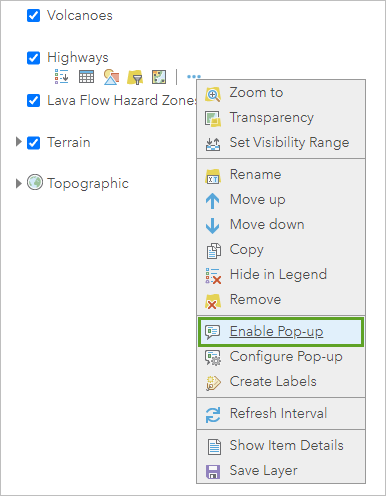 Volcanoes
Highways
Zoom to
Lava Flow Hazard Zones
Transparency
Set Visibility Range
Terrain
Rename
Topographic
Move up
Move down
Copy
Hide in Legend
Remove
Enable Pop-up
Configure Pop-up
Create Labels
Refresh Interval
Show Item Details
Save Layer